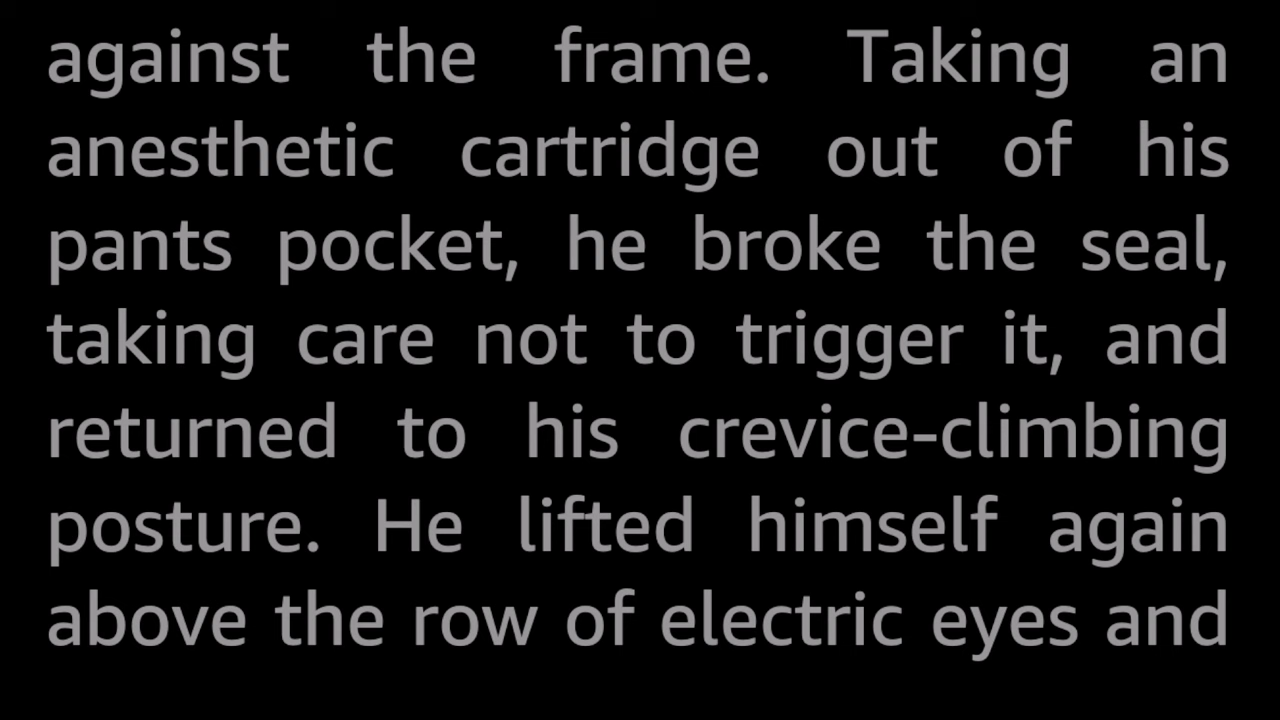 against the frame. Taking an
anesthetic cartridge out of his
pants pocket, he broke the seal,
taking care not to trigger it, and
returned to his crevice-climbing
posture. He lifted himself again
above the row of electric eyes and